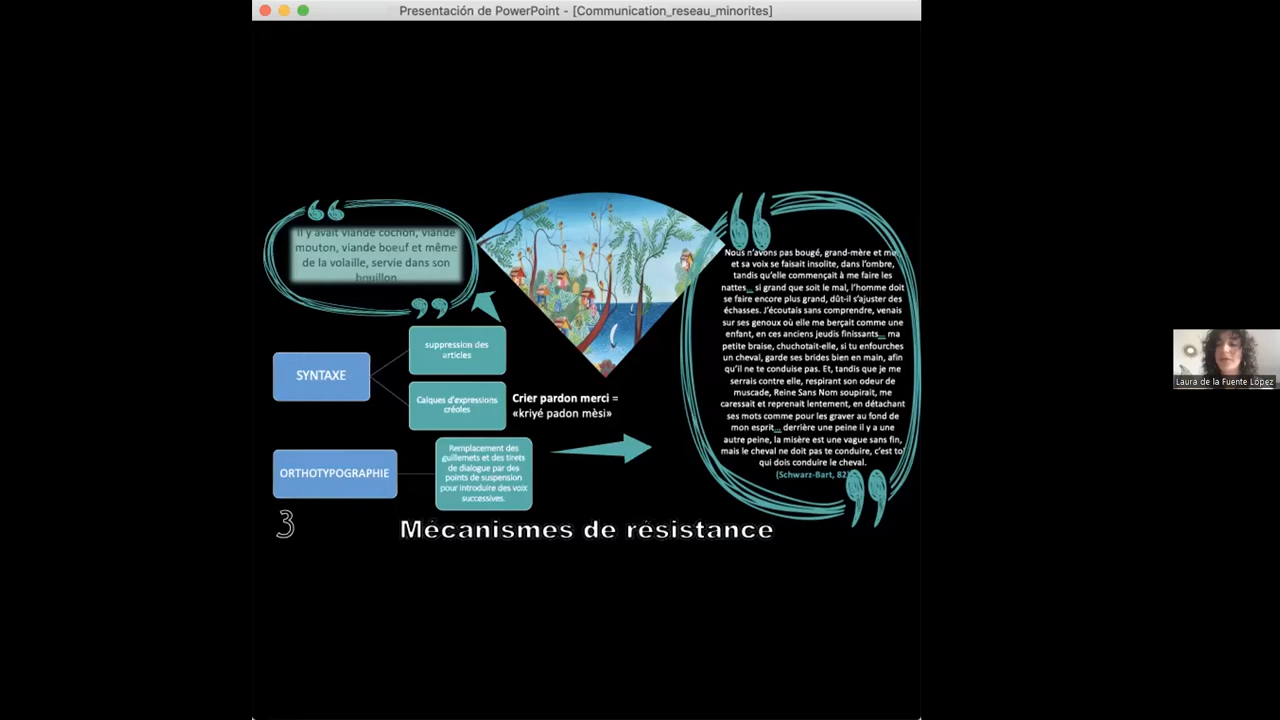 Presentación de PowerPoint - [Communication_reseau_minorites]
Il y avait viande cochon, viande
mouton, viande boeuf et même
de la volaille, servie dans son
bouillon
SYNTAXE
suppression des
articles
Calques d'expressions
créoles
Crier pardon merci =
«kriyé padon mèsi»
ORTHOTYPOGRAPHIE
Remplacement des
guillemets et des tirets
de dialogue par des
points de suspension
pour introduire des voix
successives.
Nous n'avons pas bougé, grand-mère et
et sa voix se faisait insolite, dans l'ombre,
tandis qu'elle commençait à me faire les
nattes... si grand que soit le mal, l'homme doit
se faire encore plus grand, dût-il s'ajuster des
échasses. J'écoutais sans comprendre, venais
sur ses genoux où elle me berçait comme une
enfant, en ces anciens jeudis finissants... ma
petite braise, chuchotait-elle, si tu enfourches
un cheval, garde ses brides bien en main, afin
qu'il ne te conduise pas. Et, tandis que je me
serrais contre elle, respirant son odeur de
muscade, Reine Sans Nom soupirait, me
caressait et reprenait lentement, en détachant
ses mots comme pour les graver au fond de
mon esprit... derrière une peine il y a une
autre peine, la misère est une vague sans fin,
mais le cheval ne doit pas te conduire, c'est to
qui dois conduire le cheval.
(Schwarz-Bart, 82)
3
Mécanismes de résistance
Laura de la Fuente López